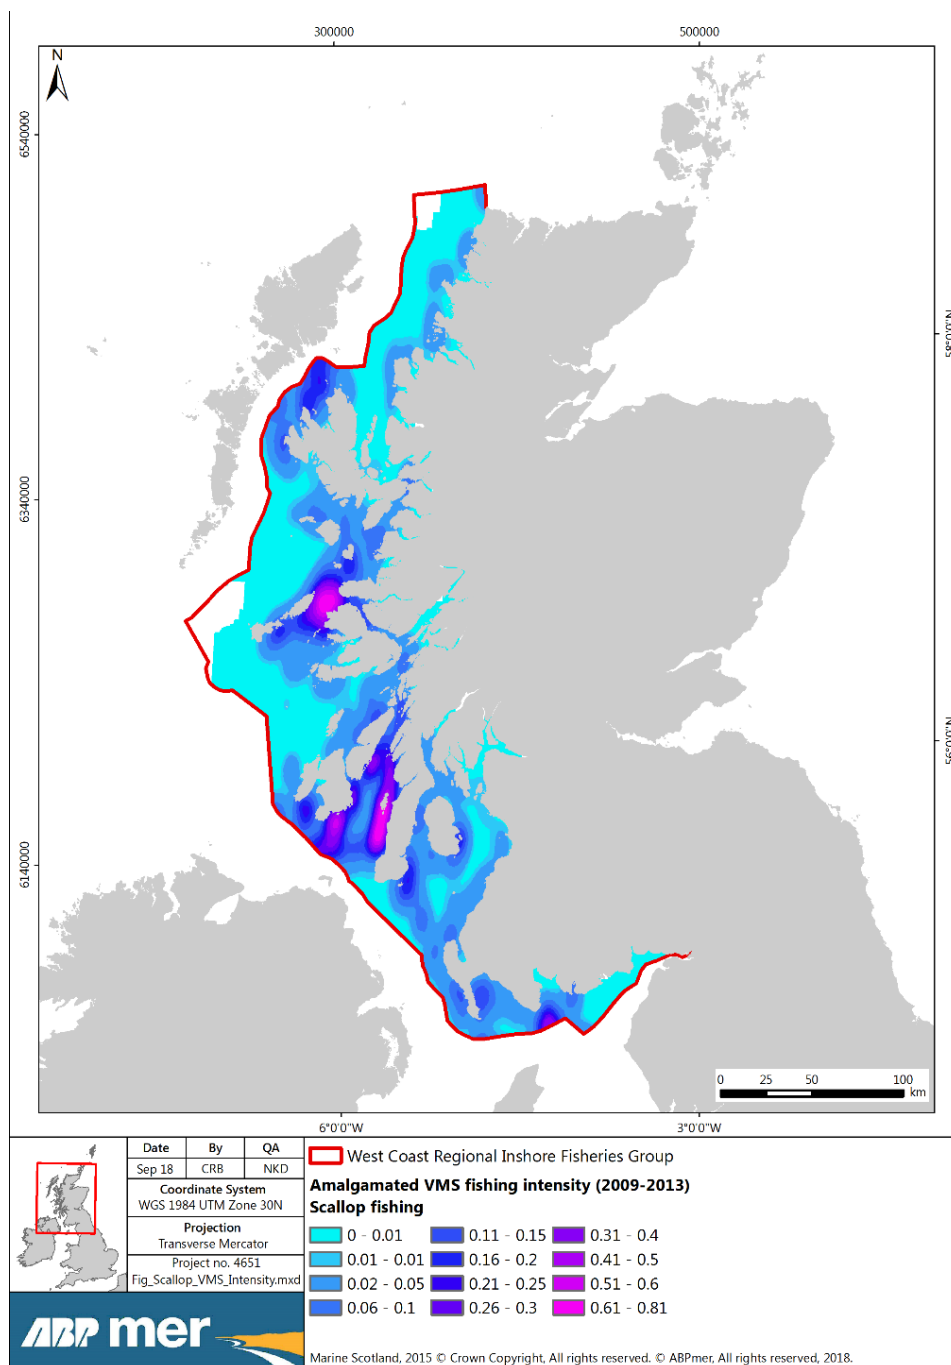 300000 500000
N
6540000
58°0'0"N
6340000
56°0'0"N
6140000
0 25 50 100
km
6°0'0"W 3°0'0"W
Date By QA
Sep 18 CRB NKD
Coordinate System
WGS 1984 UTM Zone 30N
Projection
Transverse Mercator
Project no. 4651
Fig_Scallop_VMS_Intensity.mxd
ABPmer
West Coast Regional Inshore Fisheries Group
Amalgamated VMS fishing intensity (2009-2013)
Scallop fishing
0 - 0.01 0.11 - 0.15 0.31 - 0.4
0.01 - 0.01 0.16 - 0.2 0.41 - 0.5
0.02 - 0.05 0.21 - 0.25 0.51 - 0.6
0.06 - 0.1 0.26 - 0.3 0.61 - 0.81
Marine Scotland, 2015 © Crown Copyright, All rights reserved. © ABPmer, All rights reserved, 2018.